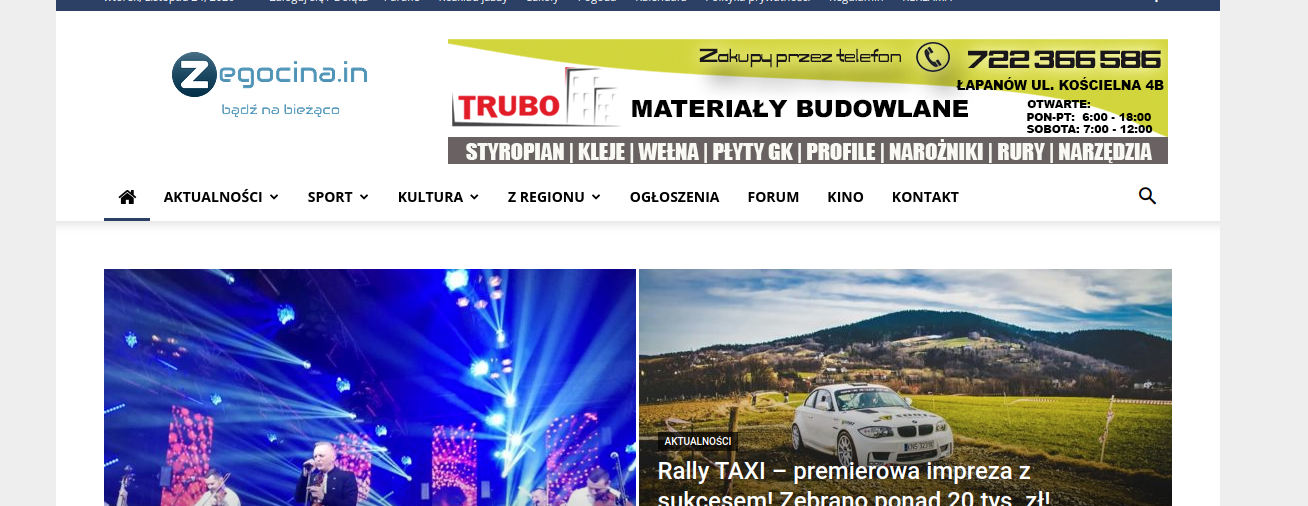 Zegocina.in
bądź na bieżąco
Zakupy przez telefon 722 366 586
ŁAPANÓW UL. KOŚCIELNA 4B
TRUBO MATERIAŁY BUDOWLANE
OTWARTE:
PON-PT: 6:00 - 18:00
SOBOTA: 7:00 - 12:00
STYROPIAN | KLEJE | WEŁNA | PŁYTY GK | PROFILE | NAROŻNIKI | RURY | NARZĘDZIA
AKTUALNOŚCI SPORT KULTURA Z REGIONU OGŁOSZENIA FORUM KINO KONTAKT
AKTUALNOŚCI
Rally TAXI – premierowa impreza z
sukcesem! Zebrano ponad 20 tys. zł!